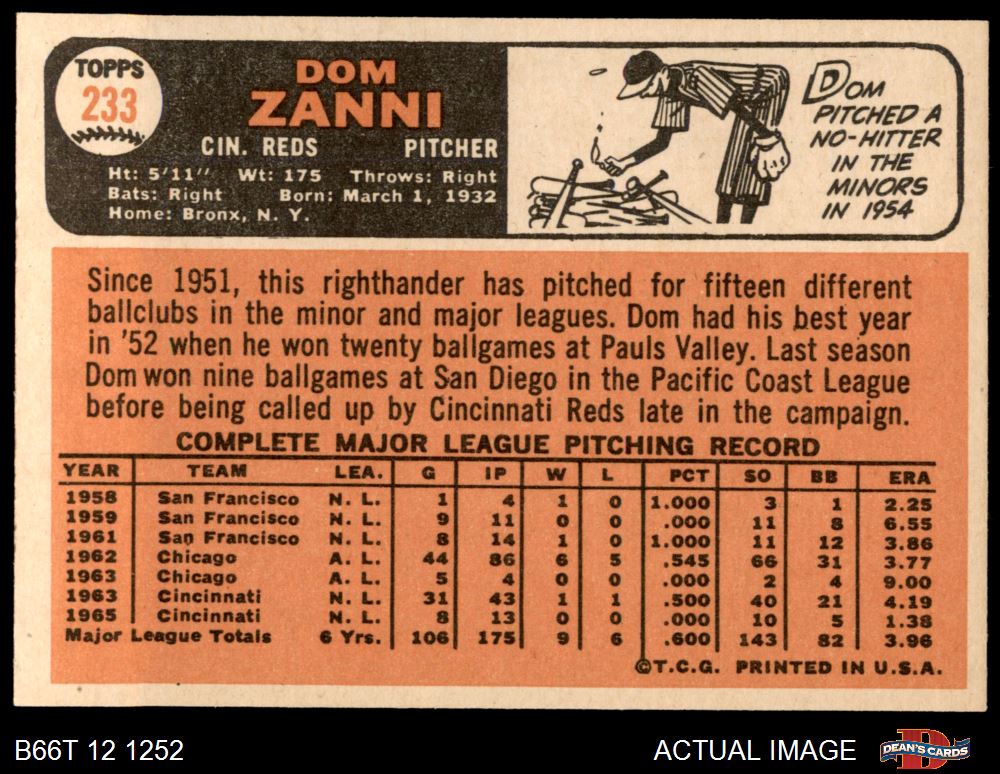 TOPPS
233
DOM
ZANNI
CIN. REDS PITCHER
Ht: 5'11" Wt: 175 Throws: Right
Bats: Right Born: March 1, 1932
Home: Bronx, N. Y.
DOM
PITCHED A
NO-HITTER
IN THE
MINORS
IN 1954
Since 1951, this righthander has pitched for fifteen different
ballclubs in the minor and major leagues. Dom had his best year
in '52 when he won twenty ballgames at Pauls Valley. Last season
Dom won nine ballgames at San Diego in the Pacific Coast League
before being called up by Cincinnati Reds late in the campaign.
COMPLETE MAJOR LEAGUE PITCHING RECORD
YEAR TEAM LEA. G IP W L PCT SO BB ERA
1958 San Francisco N. L. 1 4 1 0 1.000 3 1 2.25
1959 San Francisco N. L. 9 11 0 0 .000 11 8 6.55
1961 San Francisco N. L. 8 14 1 0 1.000 11 12 3.86
1962 Chicago A. L. 44 86 6 5 .545 66 31 3.77
1963 Chicago A. L. 5 4 0 0 .000 2 4 9.00
1963 Cincinnati N. L. 31 43 1 1 .500 40 21 4.19
1965 Cincinnati N. L. 8 13 0 0 .000 10 5 1.38
Major League Totals 6 Yrs. 106 175 9 6 .600 143 82 3.96
©T.C.G. PRINTED IN U.S.A.
B66T 12 1252 ACTUAL IMAGE DEAN'S CARDS